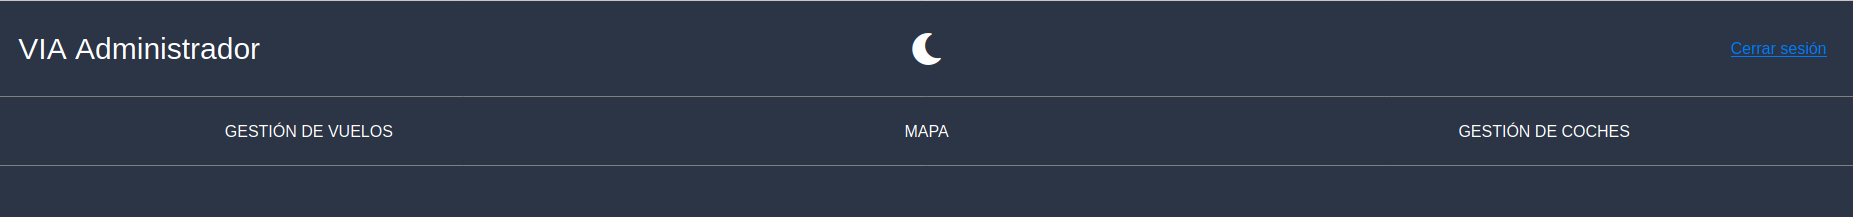 VIA Administrador
Cerrar sesión
GESTIÓN DE VUELOS
MAPA
GESTIÓN DE COCHES